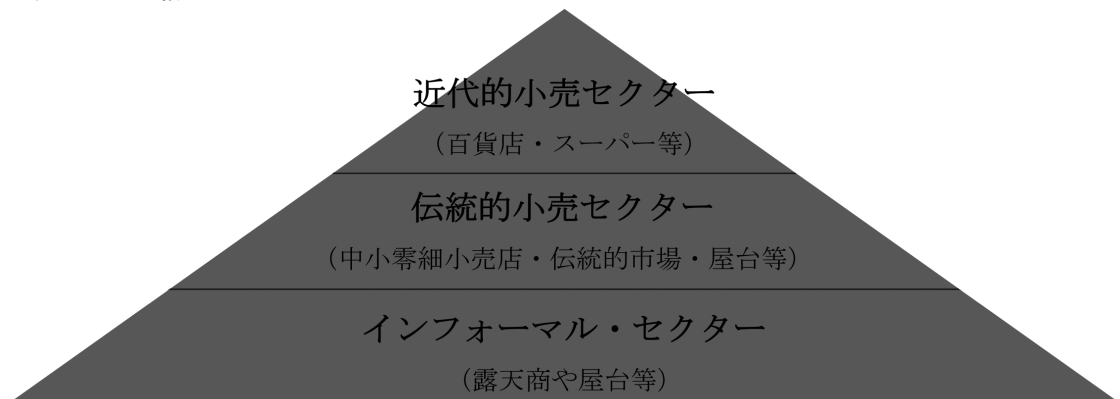 近代的小売セクター
（百貨店・スーパー等）
伝統的小売セクター
（中小零細小売店・伝統的市場・屋台等）
インフォーマル・セクター
（露天商や屋台等）